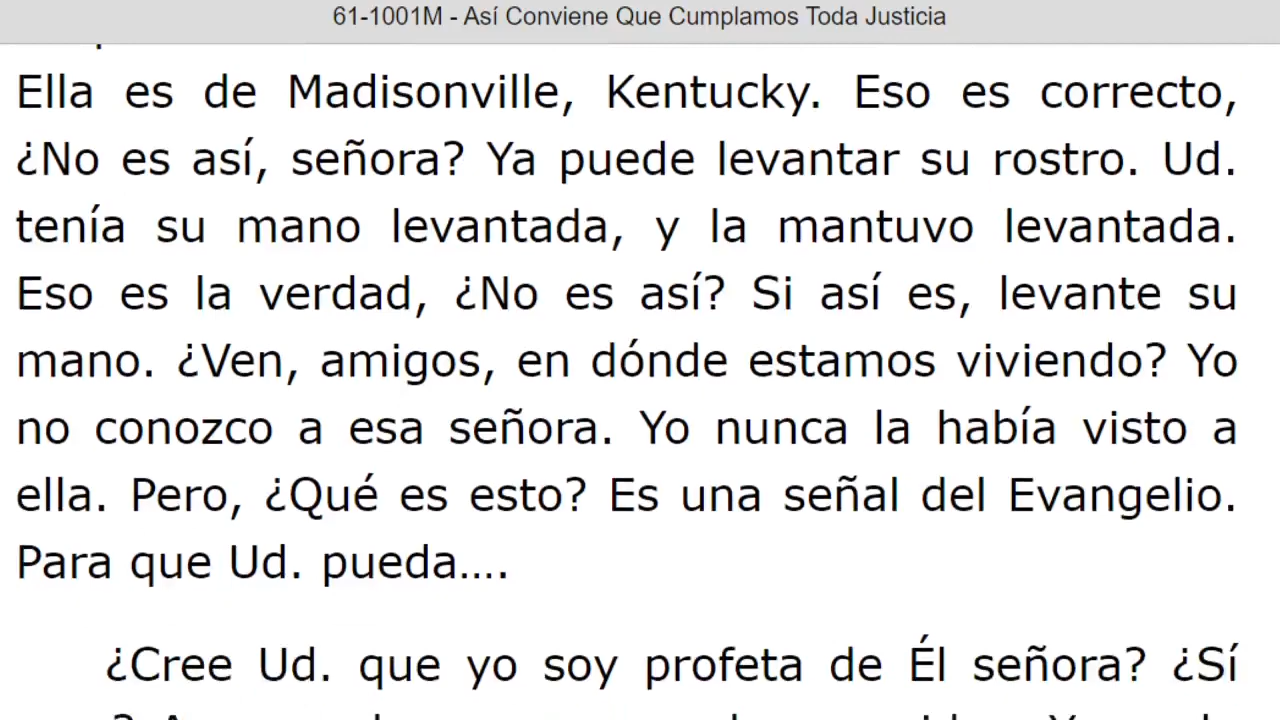 61-1001M - Así Conviene Que Cumplamos Toda Justicia
Ella es de Madisonville, Kentucky. Eso es correcto,
¿No es así, señora? Ya puede levantar su rostro. Ud.
tenía su mano levantada, y la mantuvo levantada.
Eso es la verdad, ¿No es así? Si así es, levante su
mano. ¿Ven, amigos, en dónde estamos viviendo? Yo
no conozco a esa señora. Yo nunca la había visto a
ella. Pero, ¿Qué es esto? Es una señal del Evangelio.
Para que Ud. pueda....
¿Cree Ud. que yo soy profeta de Él señora? ¿Sí